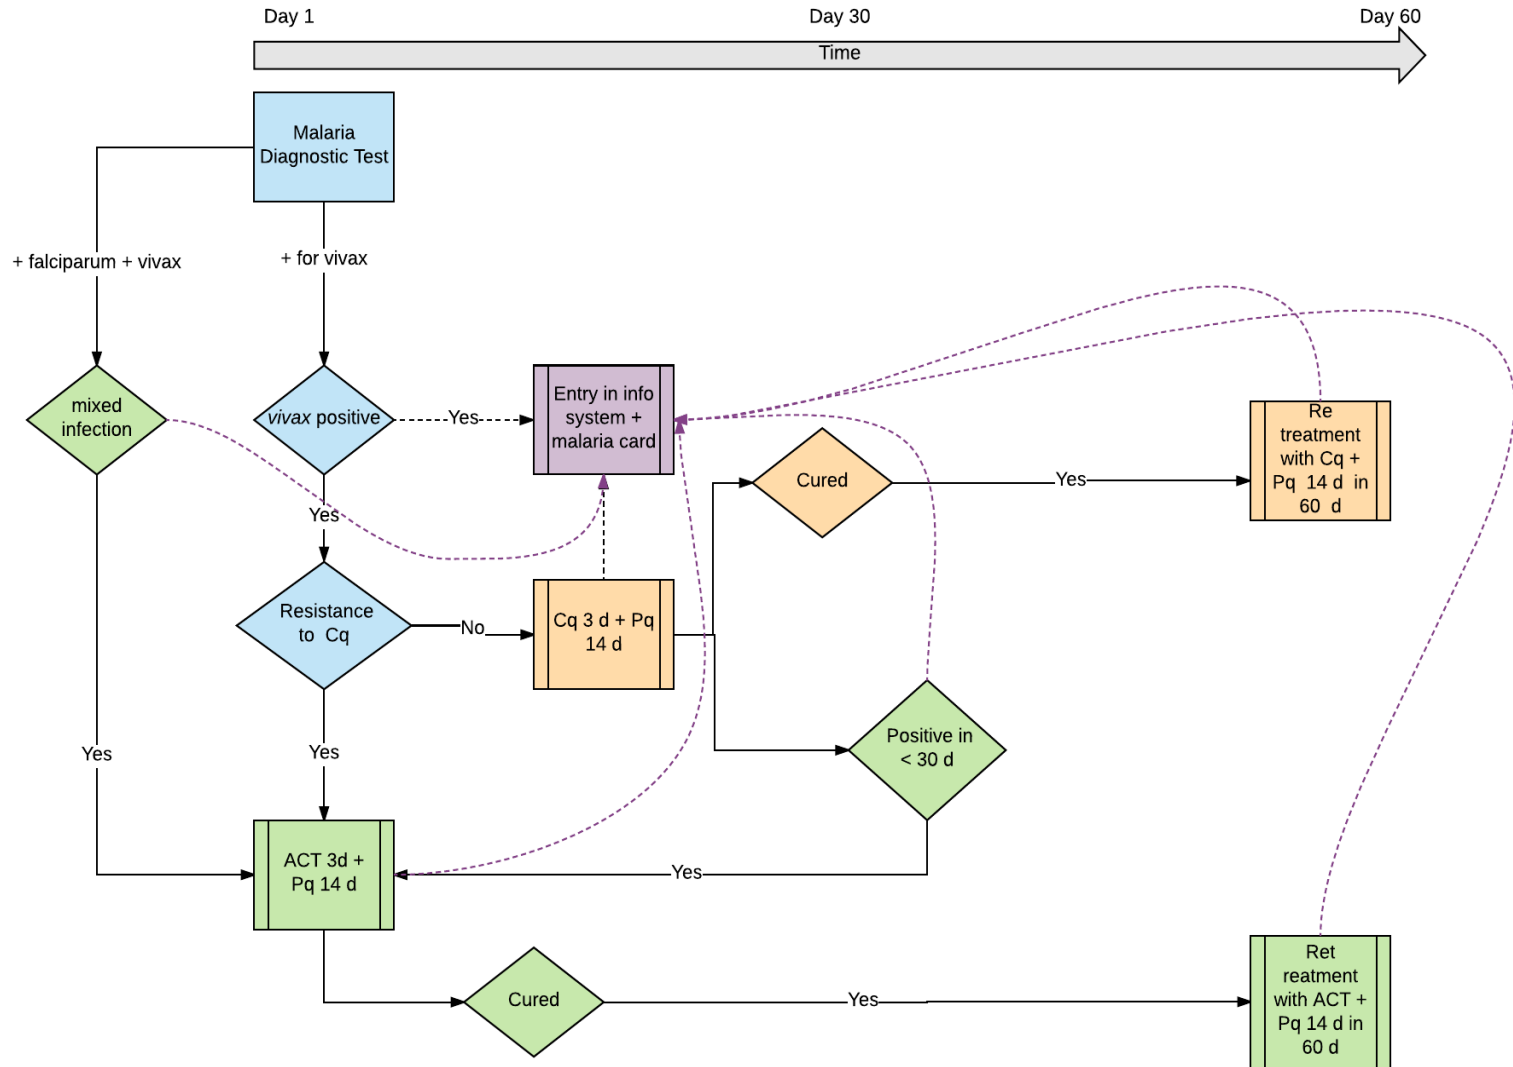 Day 1
Day 30
Day 60
Time
Malaria
Diagnostic Test
+ falciparum + vivax
+ for vivax
mixed
infection
vivax positive
Yes
Entry in info
system +
malaria card
Re
treatment
with Cq +
Pq 14 d in
60 d
Cured
Yes
Yes
Resistance
to Cq
No
Cq 3 d + Pq
14 d
Positive in
< 30 d
Yes
Yes
ACT 3d +
Pq 14 d
Yes
Cured
Yes
Ret
reatment
with ACT +
Pq 14 d in
60 d